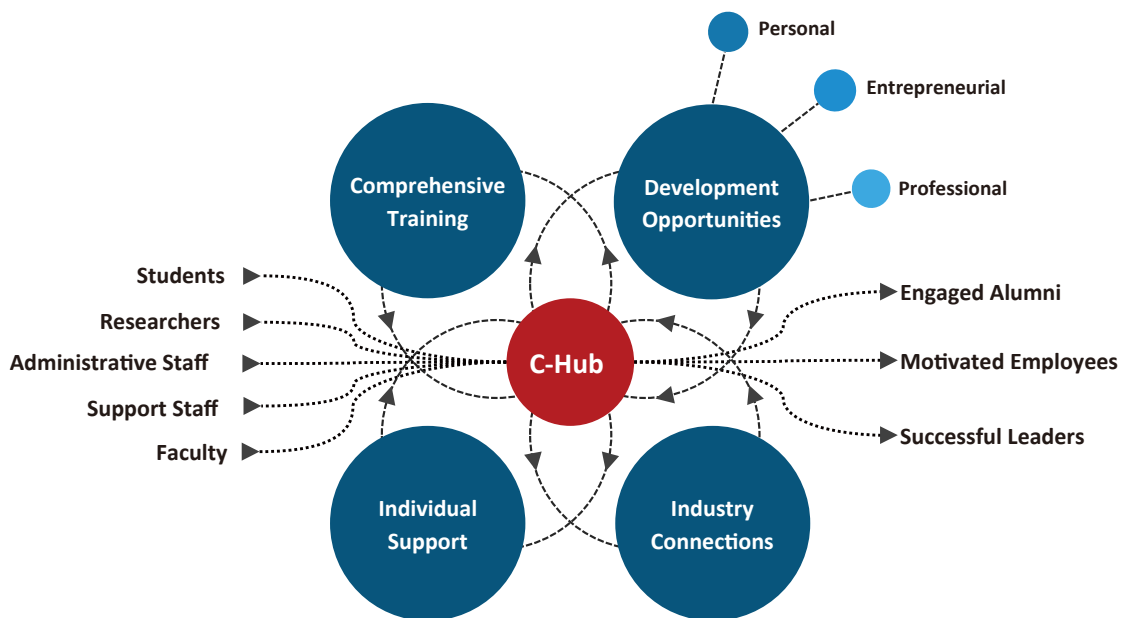 Personal
Entrepreneurial
Professional
Comprehensive
Training
Development
Opportunities
Students
Researchers
Administrative Staff
Support Staff
Faculty
C-Hub
Engaged Alumni
Motivated Employees
Successful Leaders
Individual
Support
Industry
Connections